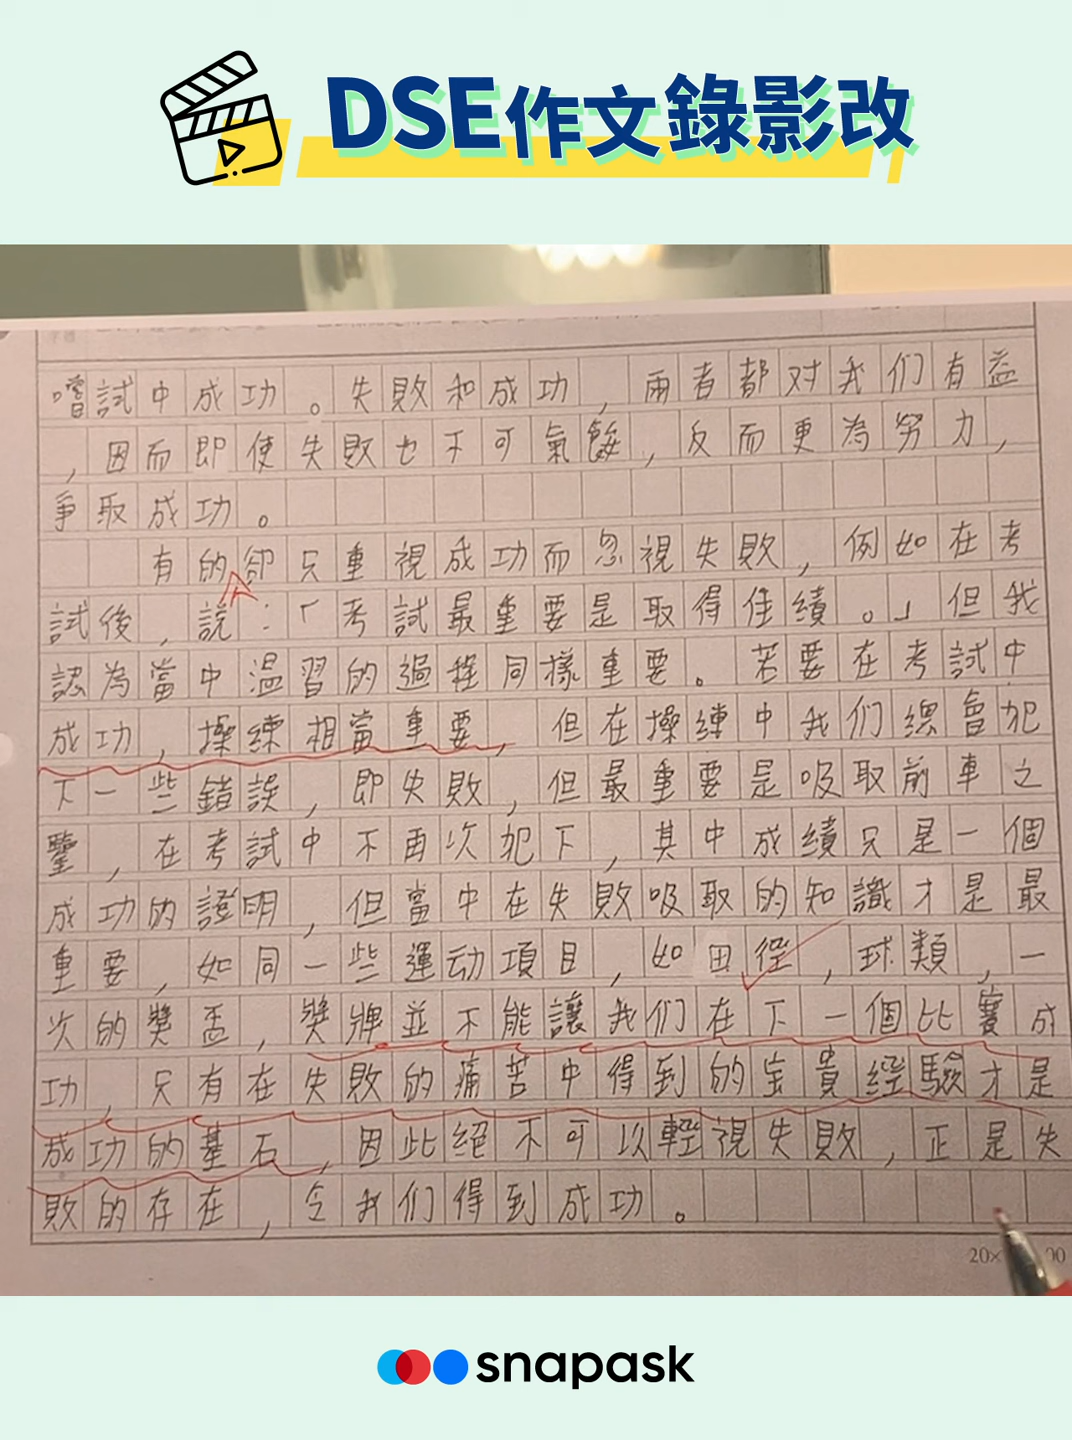 DSE作文錄影改
嚐試中成功。失敗和成功，兩者都对我们有益
，因而即使失敗也不可氣餒，反而更為努力，
爭取成功。
有的卻只重視成功而忽視失敗，例如在考
試後，說：「考試最重要是取得佳績。」但我
認為當中溫習的過程同樣重要。若要在考試中
成功，操練相當重要，但在操練中我们總會犯
下一些錯誤，即失敗，但最重要是吸取前車之
鑒，在考試中不再次犯下，其中成績只是一個
成功的證明，但當中在失敗吸取的知識才是最
重要，如同一些運动項目，如田徑，球類，一
次的獎盃，獎牌並不能讓我们在下一個比賽成
功，只有在失敗的痛苦中得到的宝貴經驗才是
成功的基石，因此絕不可以輕視失敗，正是失
敗的存在，令我们得到成功。
20×
00
snapask